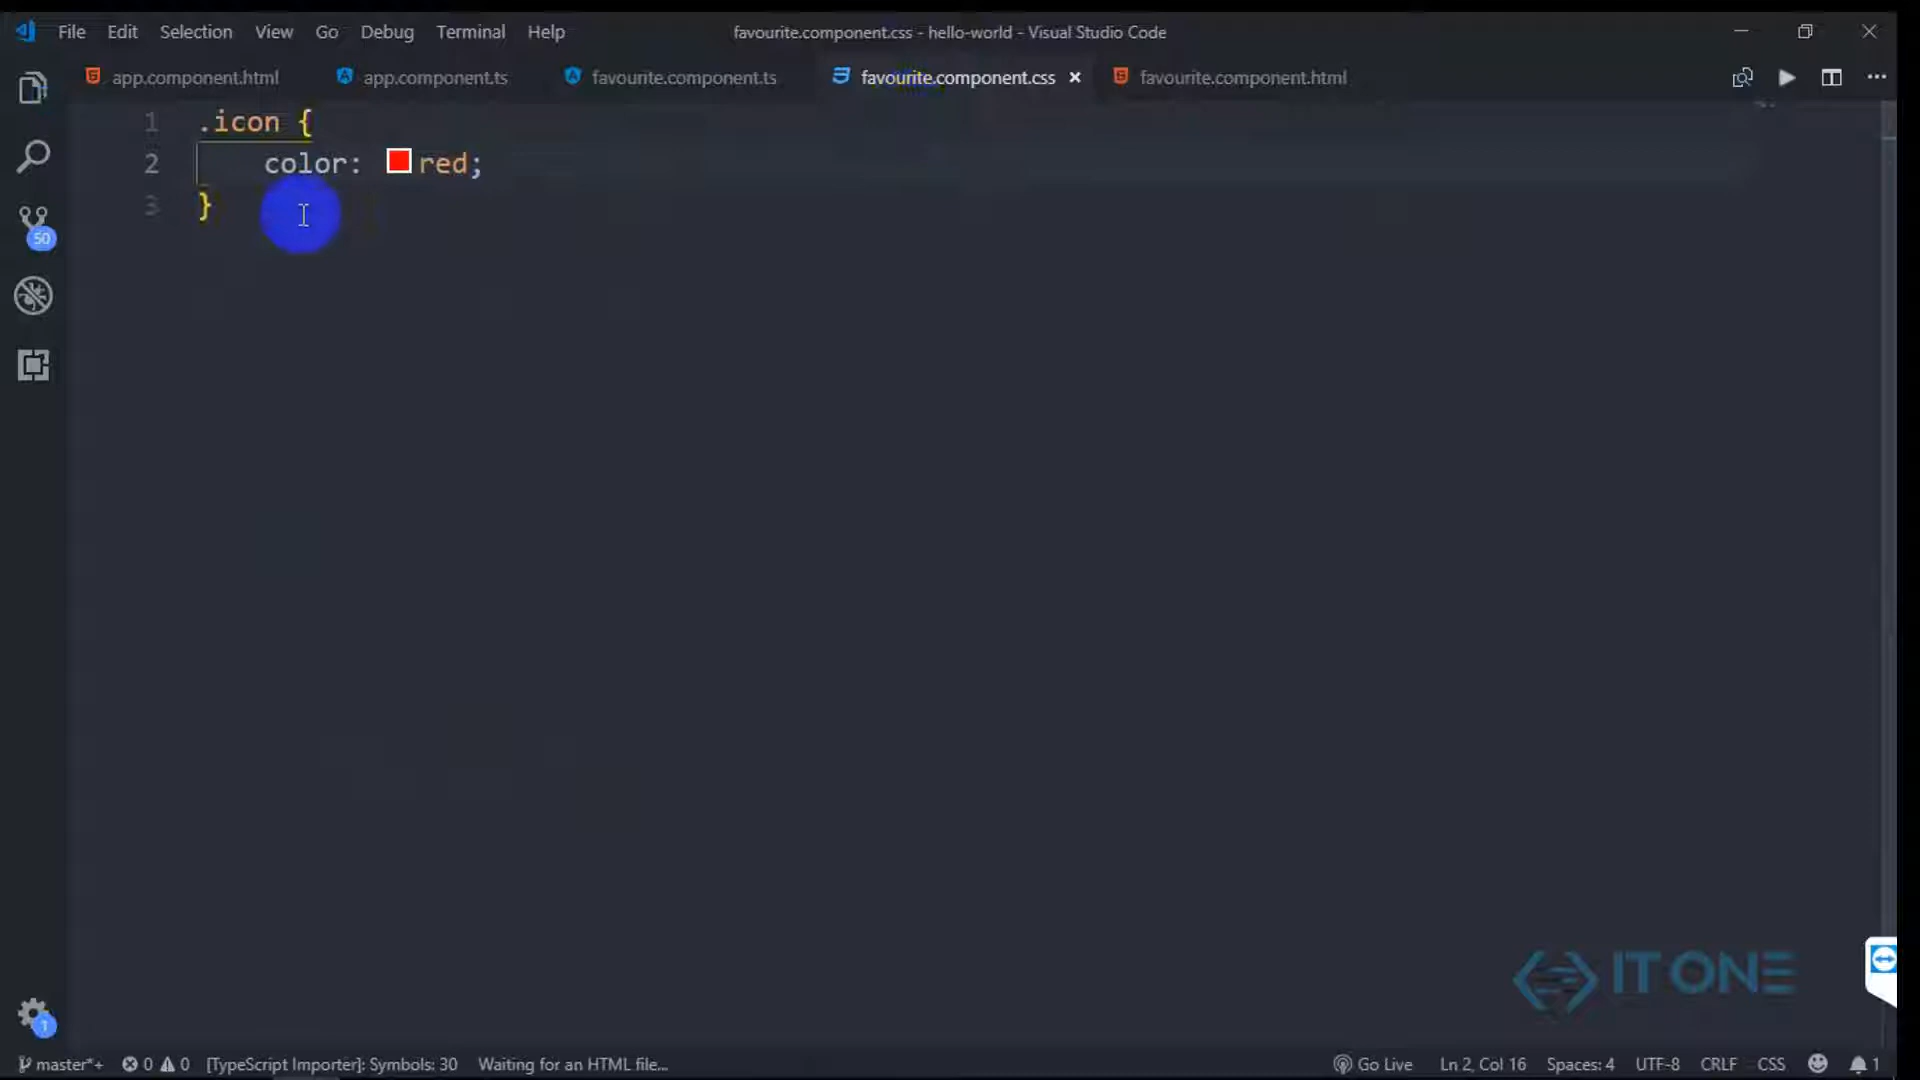 File Edit Selection View Go Debug Terminal Help favourite.component.css - hello-world - Visual Studio Code
app.component.html app.component.ts favourite.component.ts favourite.component.css favourite.component.html
1 .icon {
2 color: red;
3 }
50
IT ONE
1
master*+ 0 0 [TypeScript Importer]: Symbols: 30 Waiting for an HTML file... Go Live Ln 2, Col 16 Spaces: 4 UTF-8 CRLF CSS 1